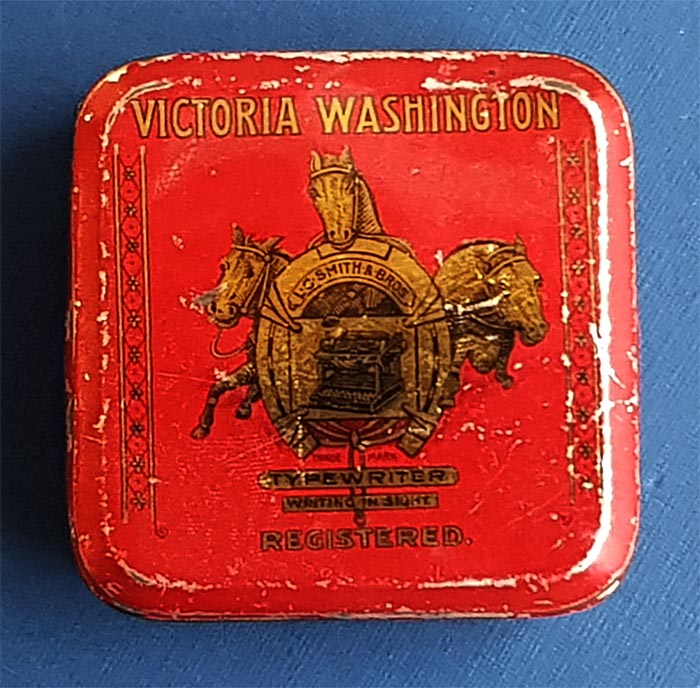 VICTORIA WASHINGTON
L.C. SMITH & BROS.
TRADE MARK
TYPEWRITER
WRITING IN SIGHT.
REGISTERED.